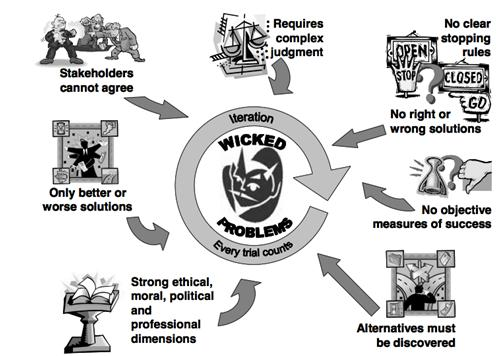 Stakeholders
cannot agree
Requires
complex
judgment
No clear
stopping
rules
OPEN
STOP
CLOSED
GO
No right or
wrong solutions
Iteration
WICKED
PROBLEMS
Every trial counts
Only better or
worse solutions
No objective
measures of success
Strong ethical,
moral, political
and
professional
dimensions
Alternatives must
be discovered